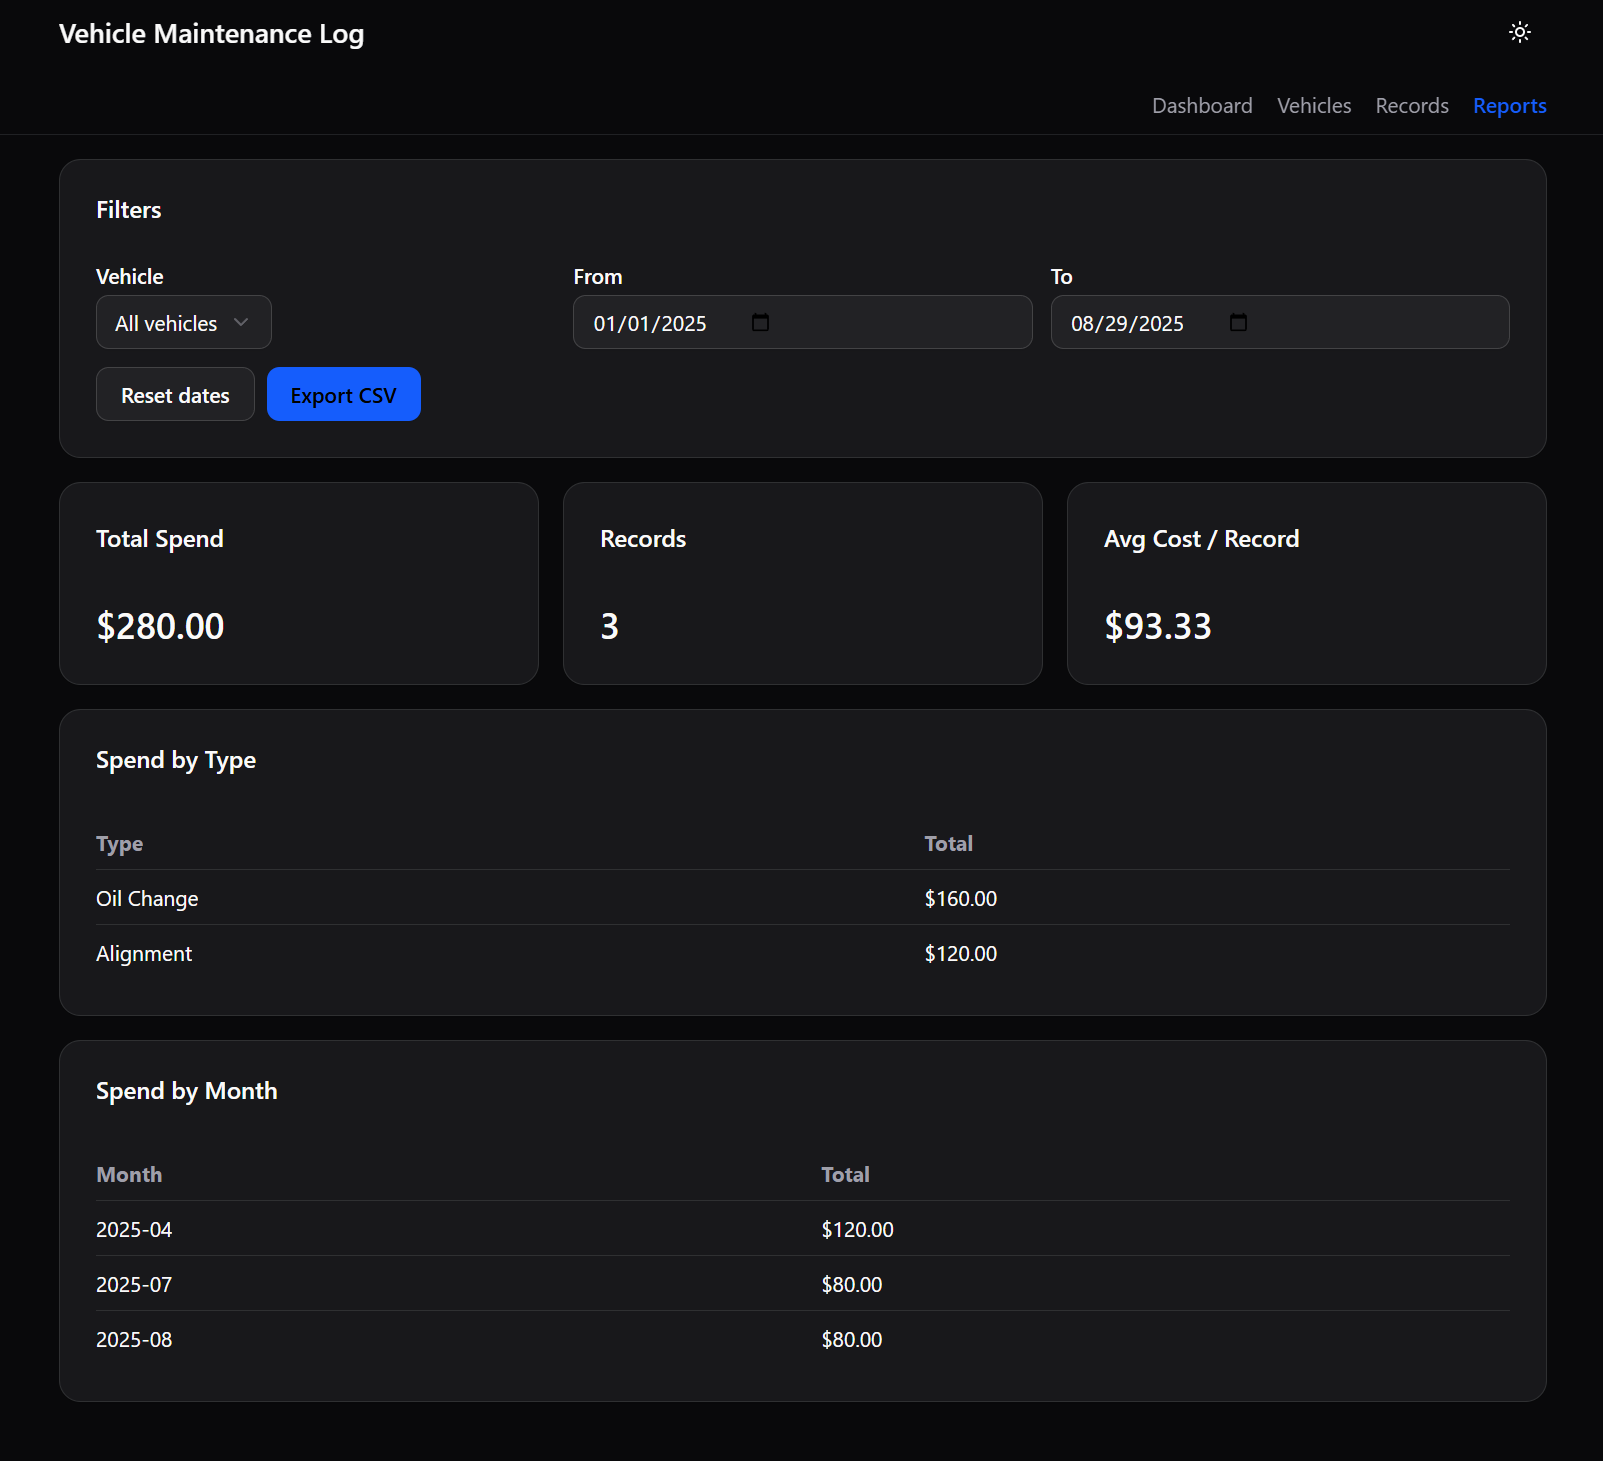 Vehicle Maintenance Log
Dashboard Vehicles Records Reports
Filters
Vehicle From To
All vehicles 01/01/2025 08/29/2025
Reset dates Export CSV
Total Spend Records Avg Cost / Record
$280.00 3 $93.33
Spend by Type
Type Total
Oil Change $160.00
Alignment $120.00
Spend by Month
Month Total
2025-04 $120.00
2025-07 $80.00
2025-08 $80.00